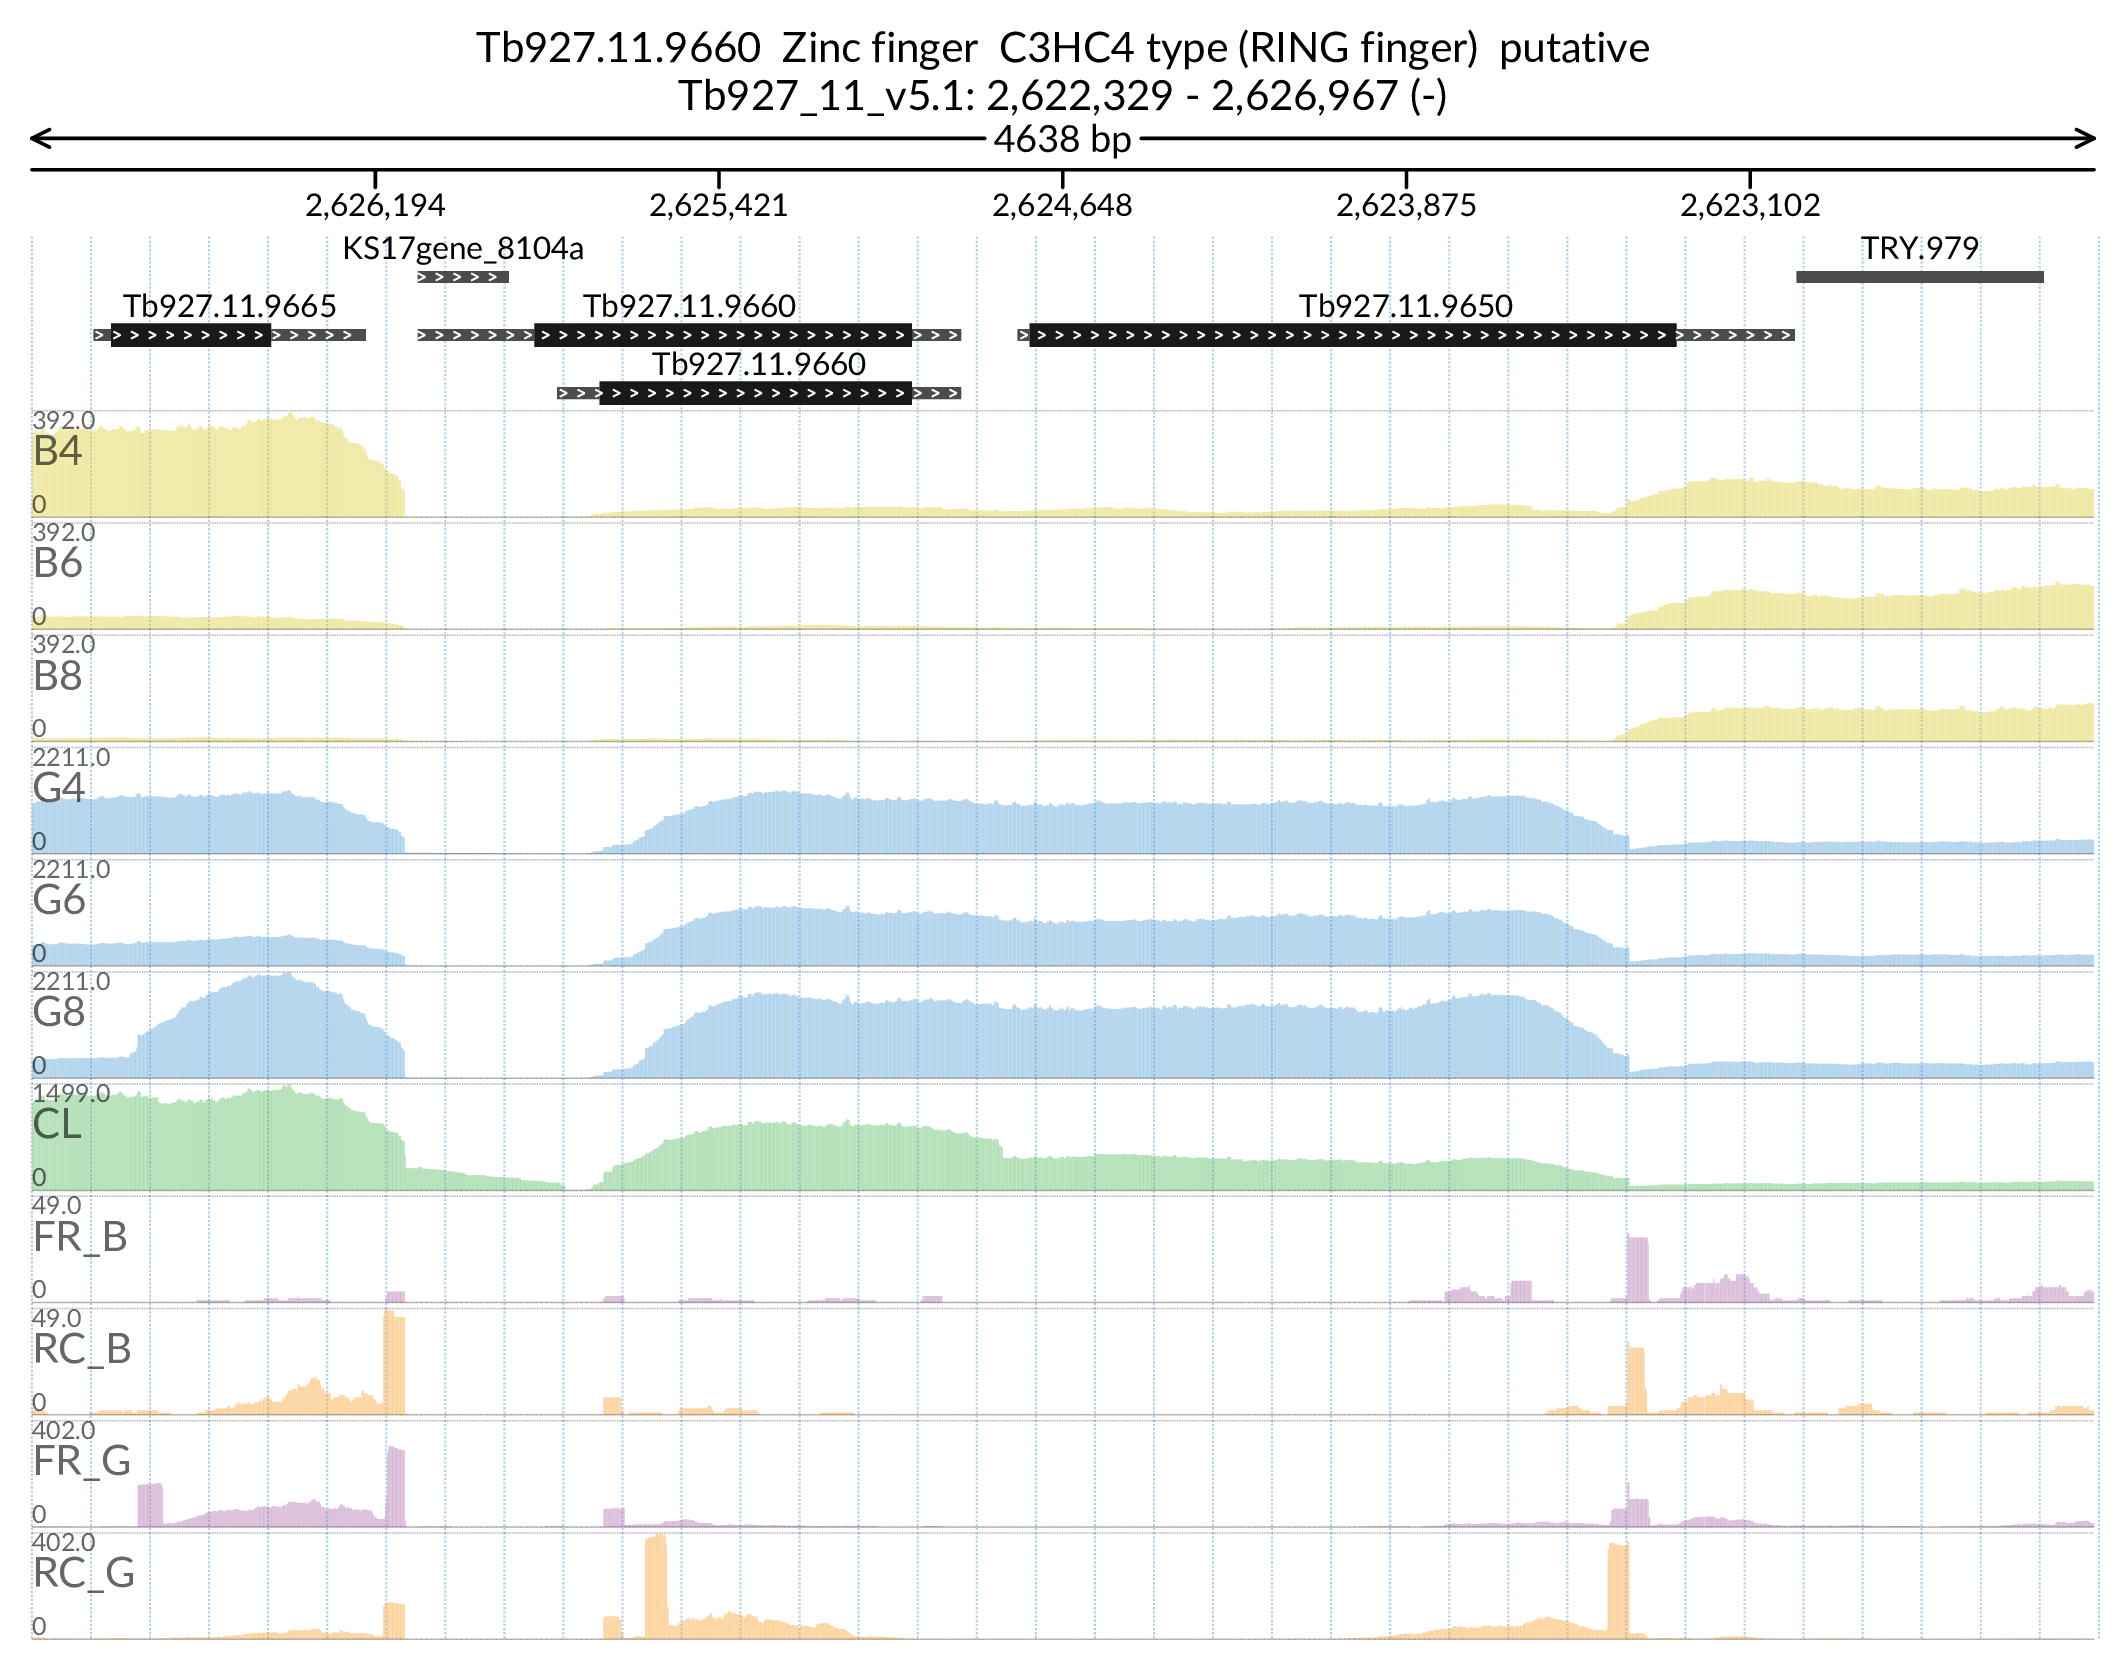 Tb927.11.9660 Zinc finger C3HC4 type (RING finger) putative
Tb927_11_v5.1: 2,622,329 - 2,626,967 (-)
4638 bp
2,626,194 2,625,421 2,624,648 2,623,875 2,623,102
KS17gene_8104a TRY.979
Tb927.11.9665 Tb927.11.9660 Tb927.11.9650
Tb927.11.9660
392.0
B4
0
392.0
B6
0
392.0
B8
0
2211.0
G4
0
2211.0
G6
0
2211.0
G8
0
1499.0
CL
0
49.0
FR_B
0
49.0
RC_B
0
402.0
FR_G
0
402.0
RC_G
0